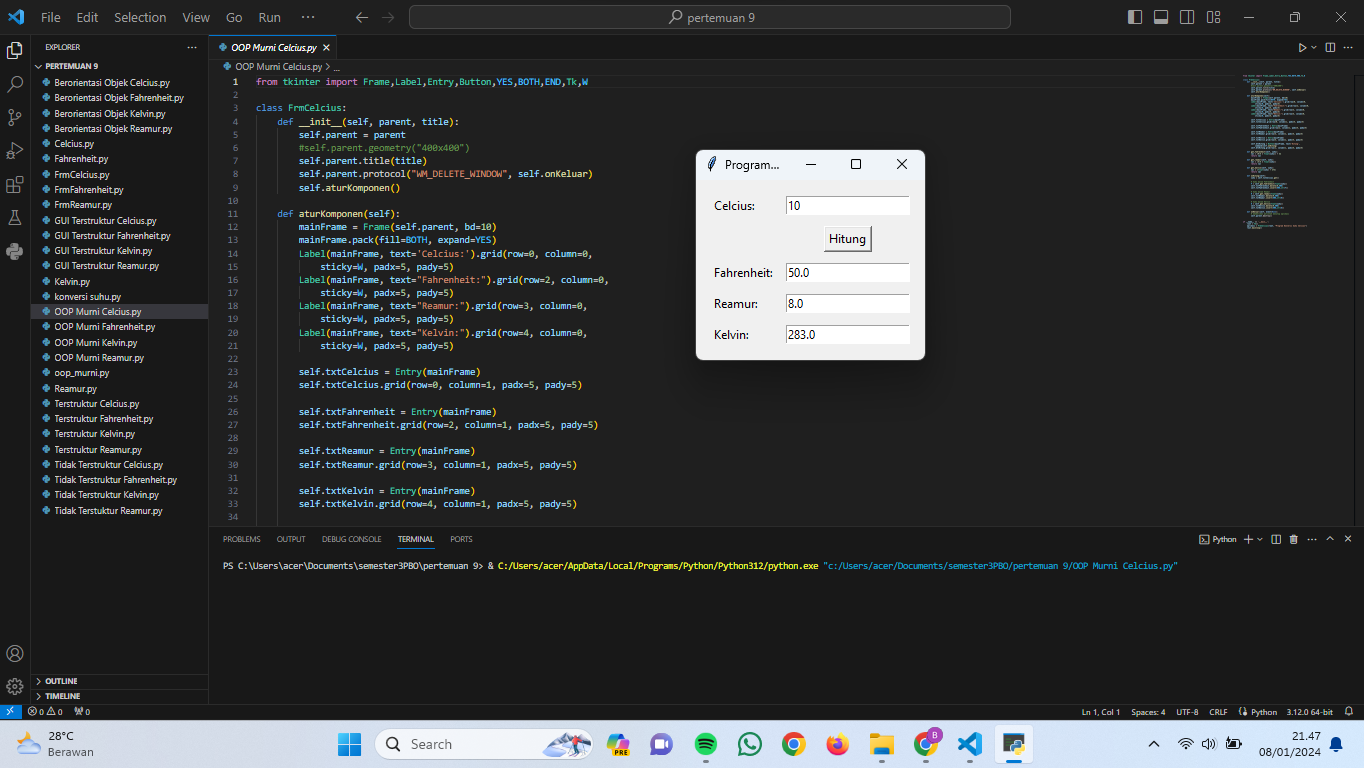 File Edit Selection View Go Run ··· pertemuan 9
EXPLORER ···
PERTEMUAN 9
Berorientasi Objek Celcius.py
Berorientasi Objek Fahrenheit.py
Berorientasi Objek Kelvin.py
Berorientasi Objek Reamur.py
Celcius.py
Fahrenheit.py
FrmCelcius.py
FrmFahrenheit.py
FrmReamur.py
GUI Terstruktur Celcius.py
GUI Terstruktur Fahrenheit.py
GUI Terstruktur Kelvin.py
GUI Terstruktur Reamur.py
Kelvin.py
konversi suhu.py
OOP Murni Celcius.py
OOP Murni Fahrenheit.py
OOP Murni Kelvin.py
OOP Murni Reamur.py
oop_murni.py
Reamur.py
Terstruktur Celcius.py
Terstruktur Fahrenheit.py
Terstruktur Kelvin.py
Terstruktur Reamur.py
Tidak Terstruktur Celcius.py
Tidak Terstruktur Fahrenheit.py
Tidak Terstruktur Kelvin.py
Tidak Terstuktur Reamur.py
OUTLINE
TIMELINE
OOP Murni Celcius.py
OOP Murni Celcius.py > ...
1 from tkinter import Frame,Label,Entry,Button,YES,BOTH,END,Tk,W
2
3 class FrmCelcius:
4 def __init__(self, parent, title):
5 self.parent = parent
6 #self.parent.geometry("400x400")
7 self.parent.title(title)
8 self.parent.protocol("WM_DELETE_WINDOW", self.onKeluar)
9 self.aturKomponen()
10
11 def aturKomponen(self):
12 mainFrame = Frame(self.parent, bd=10)
13 mainFrame.pack(fill=BOTH, expand=YES)
14 Label(mainFrame, text='Celcius:').grid(row=0, column=0,
15 sticky=W, padx=5, pady=5)
16 Label(mainFrame, text="Fahrenheit:").grid(row=2, column=0,
17 sticky=W, padx=5, pady=5)
18 Label(mainFrame, text="Reamur:").grid(row=3, column=0,
19 sticky=W, padx=5, pady=5)
20 Label(mainFrame, text="Kelvin:").grid(row=4, column=0,
21 sticky=W, padx=5, pady=5)
22
23 self.txtCelcius = Entry(mainFrame)
24 self.txtCelcius.grid(row=0, column=1, padx=5, pady=5)
25
26 self.txtFahrenheit = Entry(mainFrame)
27 self.txtFahrenheit.grid(row=2, column=1, padx=5, pady=5)
28
29 self.txtReamur = Entry(mainFrame)
30 self.txtReamur.grid(row=3, column=1, padx=5, pady=5)
31
32 self.txtKelvin = Entry(mainFrame)
33 self.txtKelvin.grid(row=4, column=1, padx=5, pady=5)
34
Program...
Celcius: 10
Hitung
Fahrenheit: 50.0
Reamur: 8.0
Kelvin: 283.0
PROBLEMS OUTPUT DEBUG CONSOLE TERMINAL PORTS Python
PS C:\Users\acer\Documents\semester3PBO\pertemuan 9> & C:/Users/acer/AppData/Local/Programs/Python/Python312/python.exe "c:/Users/acer/Documents/semester3PBO/pertemuan 9/OOP Murni Celcius.py"
0 0 0 Ln 1, Col 1 Spaces: 4 UTF-8 CRLF Python 3.12.0 64-bit
28°C
Berawan
Search
PRE
B
21.47
08/01/2024